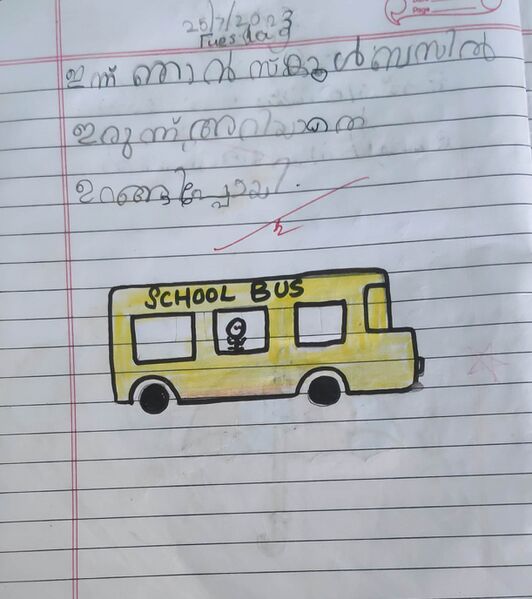 25/7/2023
Tuesday
ഇന്ന് ഞാൻ സ്കൂൾ ബസിൽ
ഇരുന്ന് അറിയാതെ
ഉറങ്ങിപ്പോയി.
SCHOOL BUS